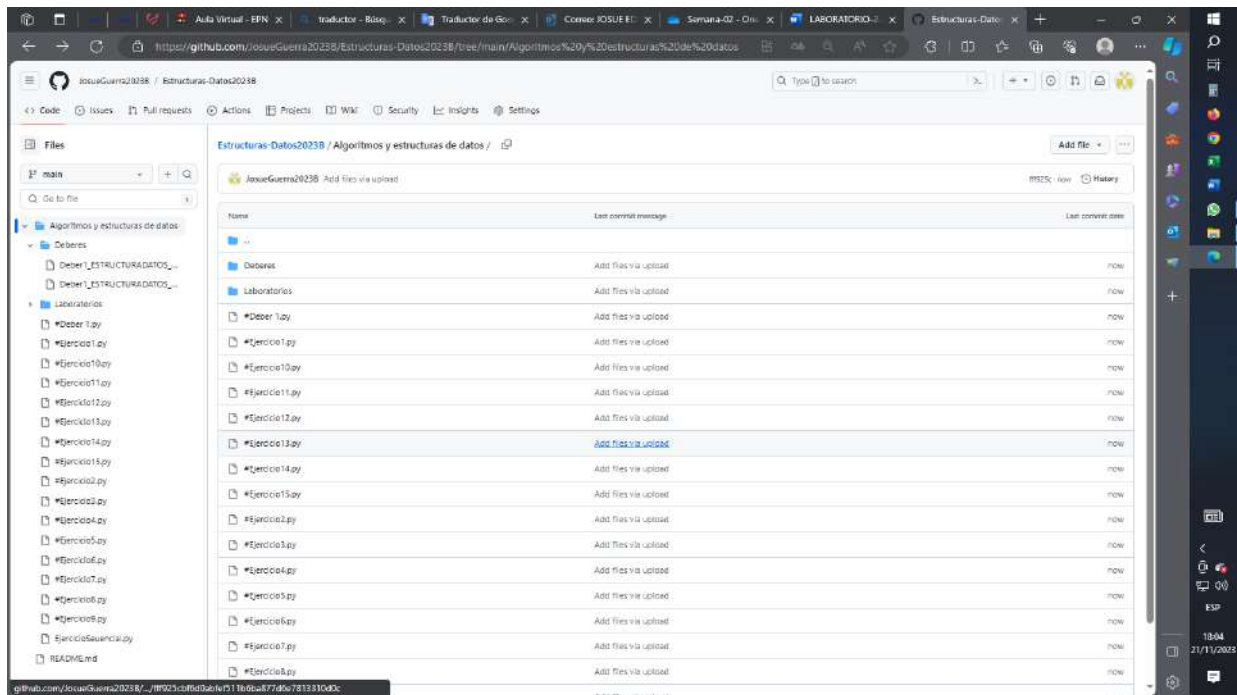 Aula Virtual - EPN
traductor - Búsq
Traductor de Goo
Correo: JOSUE ED
Semana-02 - One
LABORATORIO-2
Estructuras-Dato
https://github.com/JosueGuerra2023B/Estructuras-Datos2023B/tree/main/Algoritmos%20y%20estructuras%20de%20datos
JosueGuerra2023B / Estructuras-Datos2023B
Type / to search
Code Issues Pull requests Actions Projects Wiki Security Insights Settings
Files
Estructuras-Datos2023B / Algoritmos y estructuras de datos /
Add file
main
JosueGuerra2023B Add files via upload
now History
Go to file
t
Name Last commit message Last commit date
Algoritmos y estructuras de datos
Deberes
Deber1_ESTRUCTURADATOS_...
Deber1_ESTRUCTURADATOS_...
Laboratorios
#Deber 1.py
#Ejercicio1.py
#Ejercicio10.py
#Ejercicio11.py
#Ejercicio12.py
#Ejercicio13.py
#Ejercicio14.py
#Ejercicio15.py
#Ejercicio2.py
#Ejercicio3.py
#Ejercicio4.py
#Ejercicio5.py
#Ejercicio6.py
#Ejercicio7.py
#Ejercicio8.py
#Ejercicio9.py
README.md
..
Deberes Add files via upload now
Laboratorios Add files via upload now
#Deber 1.py Add files via upload now
#Ejercicio1.py Add files via upload now
#Ejercicio10.py Add files via upload now
#Ejercicio11.py Add files via upload now
#Ejercicio12.py Add files via upload now
#Ejercicio13.py Add files via upload now
#Ejercicio14.py Add files via upload now
#Ejercicio15.py Add files via upload now
#Ejercicio2.py Add files via upload now
#Ejercicio3.py Add files via upload now
#Ejercicio4.py Add files via upload now
#Ejercicio5.py Add files via upload now
#Ejercicio6.py Add files via upload now
#Ejercicio7.py Add files via upload now
#Ejercicio8.py Add files via upload now
ESP
18:04
21/11/2023